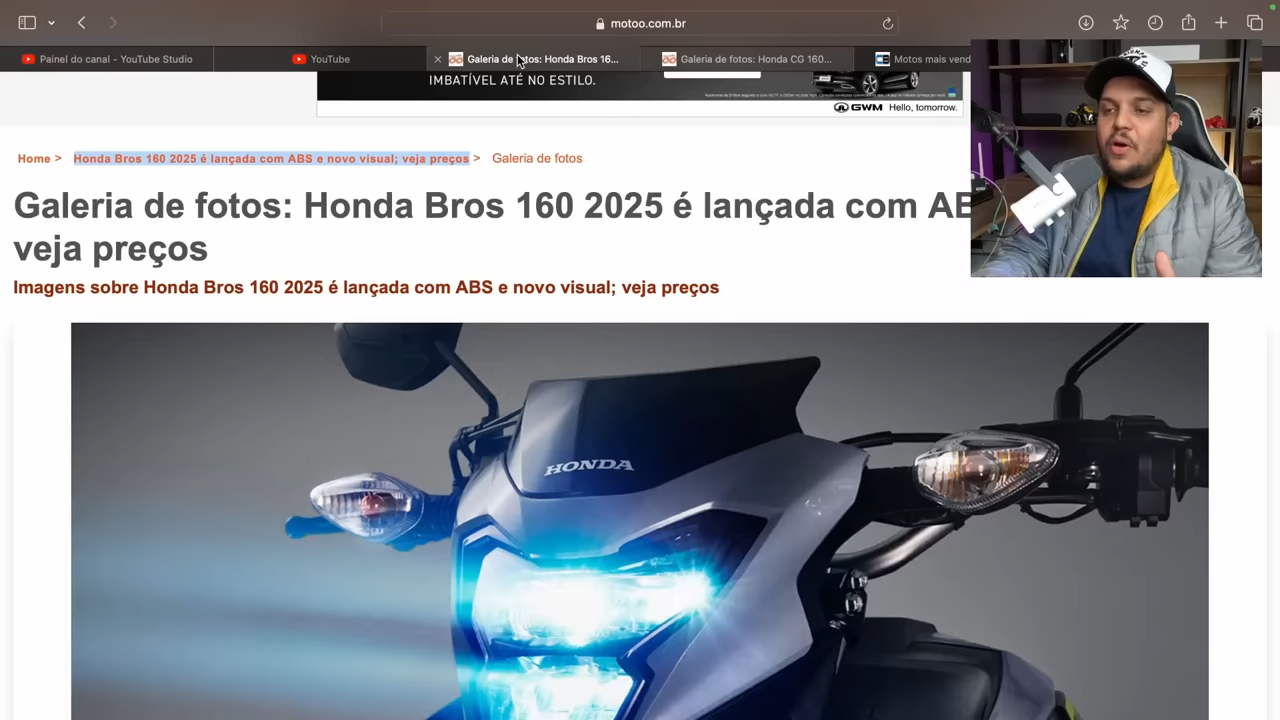 motoo.com.br
Painel do canal - YouTube Studio
YouTube
Galeria de fotos: Honda Bros 16...
Galeria de fotos: Honda CG 160...
Motos mais vend
IMBATÍVEL ATÉ NO ESTILO.
GWM Hello, tomorrow.
Home > Honda Bros 160 2025 é lançada com ABS e novo visual; veja preços > Galeria de fotos
Galeria de fotos: Honda Bros 160 2025 é lançada com AB
veja preços
Imagens sobre Honda Bros 160 2025 é lançada com ABS e novo visual; veja preços
HONDA